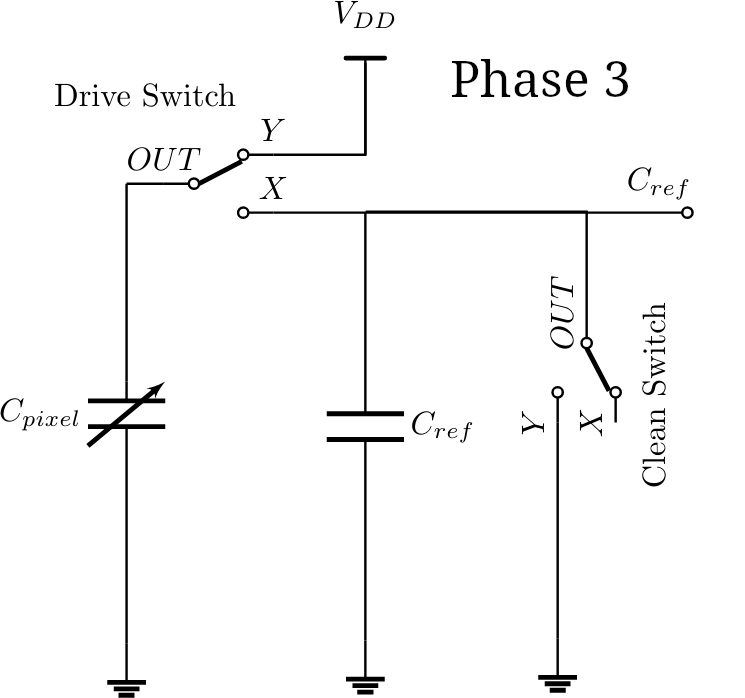 V_{DD}
Phase 3
Drive Switch
Y
OUT
X
C_{ref}
OUT
Clean Switch
C_{pixel}
C_{ref}
Y
X